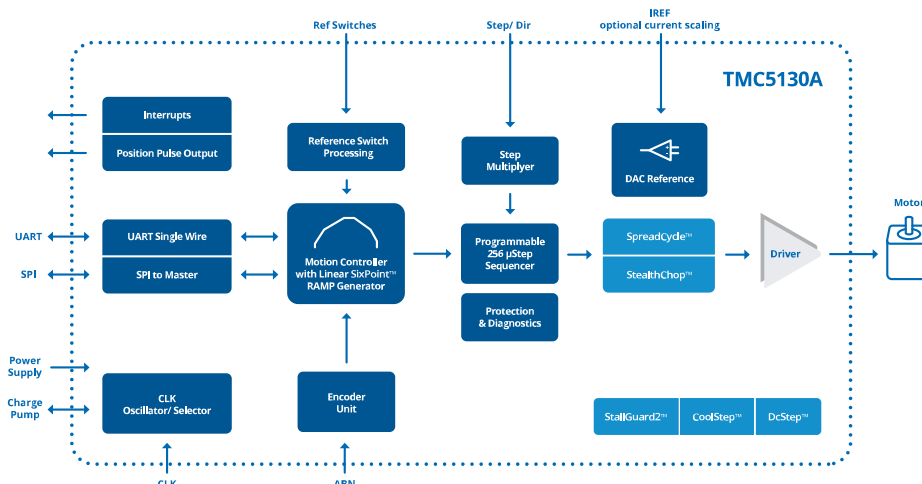 Ref Switches
Step/ Dir
IREF
optional current scaling
TMC5130A
Interrupts
Position Pulse Output
Reference Switch
Processing
Step
Multiplyer
DAC Reference
Motor
UART
UART Single Wire
SPI
SPI to Master
Motion Controller
with Linear SixPoint™
RAMP Generator
Programmable
256 µStep
Sequencer
SpreadCycle™
StealthChop™
Driver
Protection
& Diagnostics
Power
Supply
Charge
Pump
CLK
Oscillator/ Selector
Encoder
Unit
StallGuard2™
CoolStep™
DcStep™
CLK
ABN